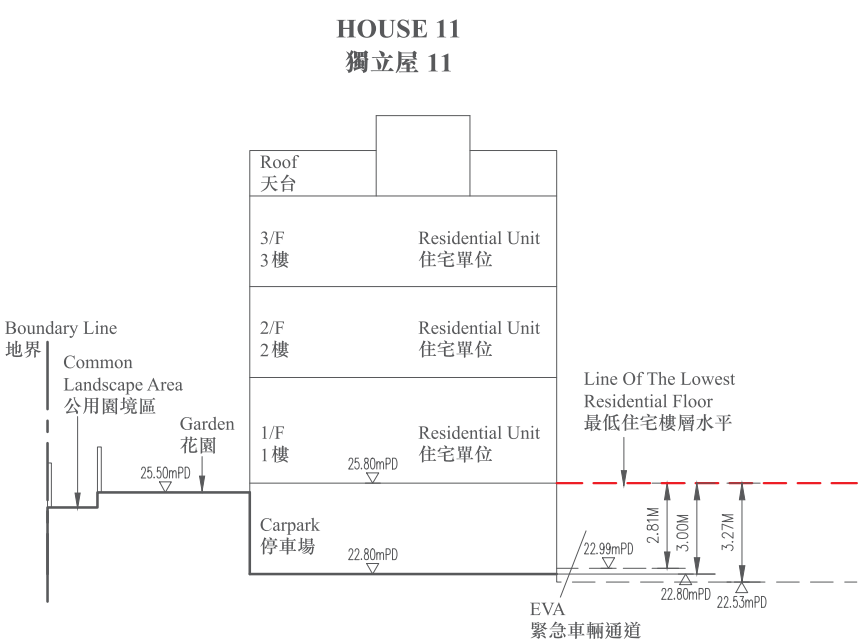 HOUSE 11
獨立屋 11
Roof
天台
3/F
Residential Unit
3樓
住宅單位
2/F
Residential Unit
2樓
住宅單位
Boundary Line
地界
Common
Landscape Area
公用園境區
Garden
花園
Line Of The Lowest
Residential Floor
最低住宅樓層水平
1/F
Residential Unit
1樓
住宅單位
25.50mPD
25.80mPD
Carpark
停車場
22.80mPD
22.99mPD
2.81M
3.00M
3.27M
22.80mPD
22.53mPD
EVA
緊急車輛通道